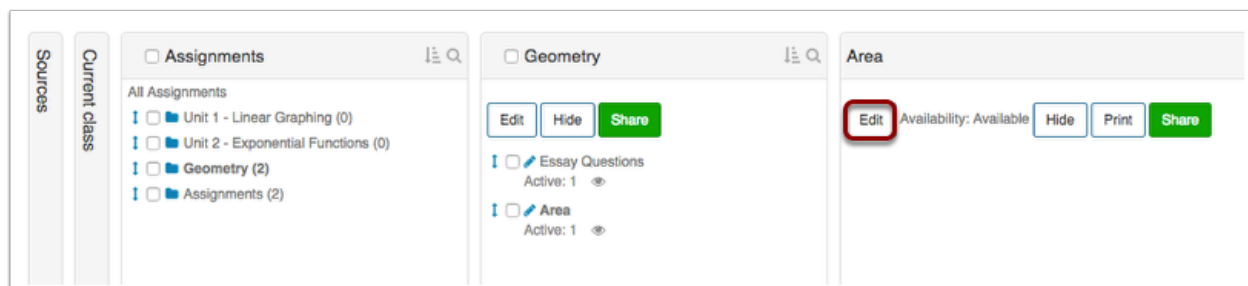 Sources
Current class
Assignments
All Assignments
Unit 1 - Linear Graphing (0)
Unit 2 - Exponential Functions (0)
Geometry (2)
Assignments (2)
Geometry
Edit Hide Share
Essay Questions
Active: 1
Area
Active: 1
Area
Edit Availability: Available Hide Print Share